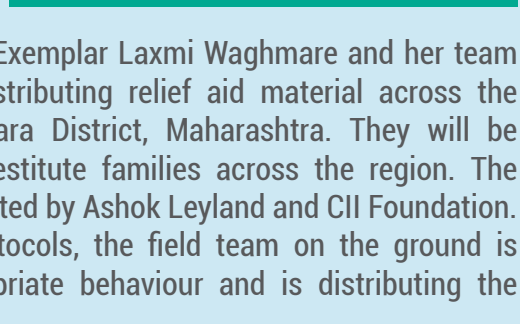 Exemplar Laxmi Waghmare and her team
stributing relief aid material across the
ara District, Maharashtra. They will be
estitute families across the region. The
ted by Ashok Leyland and CII Foundation.
tocols, the field team on the ground is
priate behaviour and is distributing the